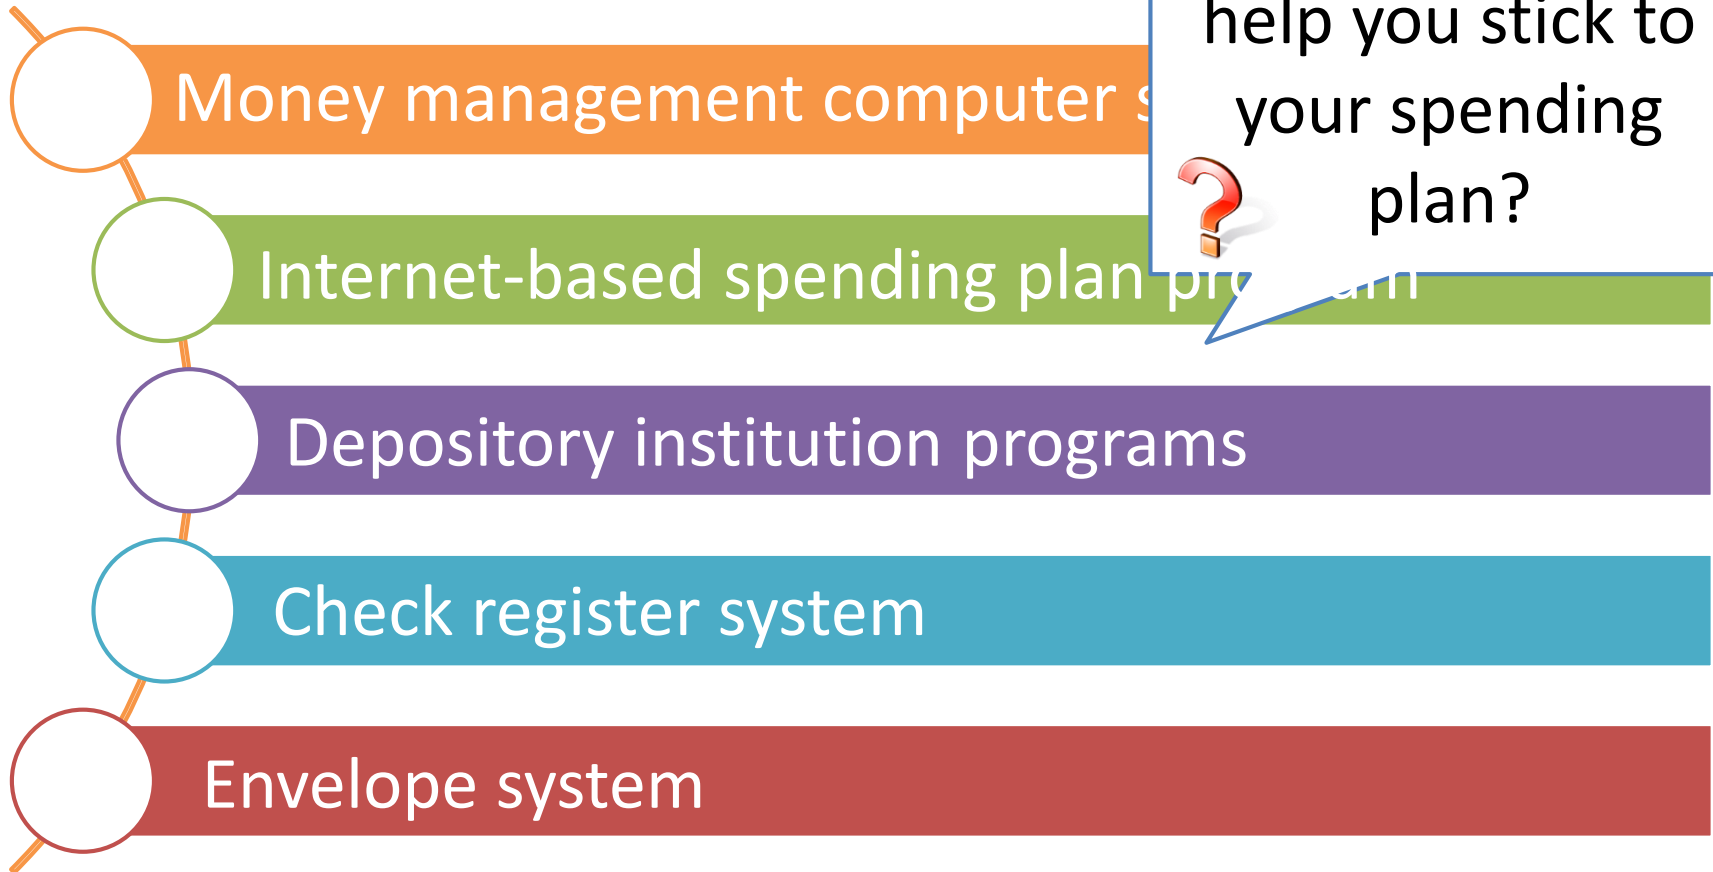 help you stick to
your spending
plan?
Money management computer
Internet-based spending plan
Depository institution programs
Check register system
Envelope system